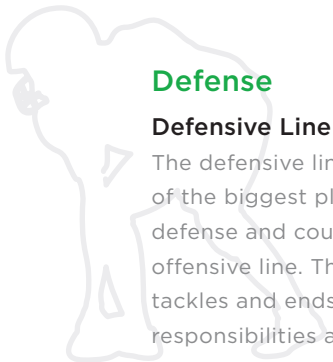 Defense
Defensive Line
The defensive
of the biggest
defense and
offensive line.
tackles and ends
responsibilities